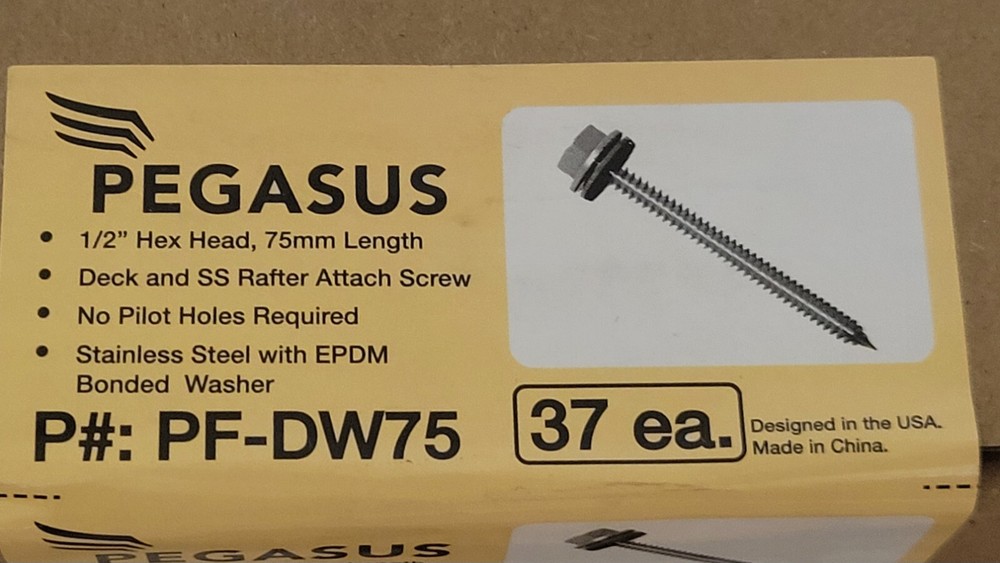 PEGASUS
• 1/2” Hex Head, 75mm Length
• Deck and SS Rafter Attach Screw
• No Pilot Holes Required
• Stainless Steel with EPDM
Bonded Washer
P#: PF-DW75
37 ea.
Designed in the USA.
Made in China.
PEGASUS